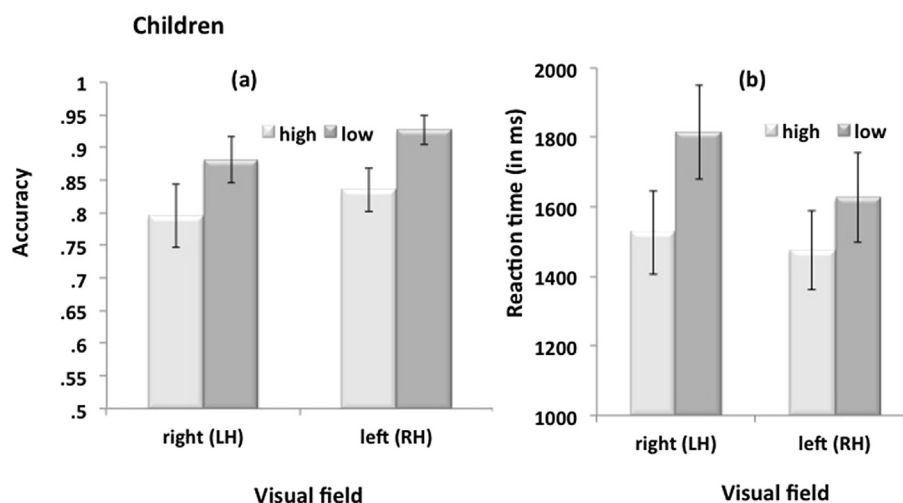 Children
(a)
1
.95
.9
.85
.8
.75
.7
.65
.6
.55
.5
Accuracy
high low
right (LH) left (RH)
Visual field
(b)
2000
1800
1600
1400
1200
1000
Reaction time (in ms)
high low
right (LH) left (RH)
Visual field